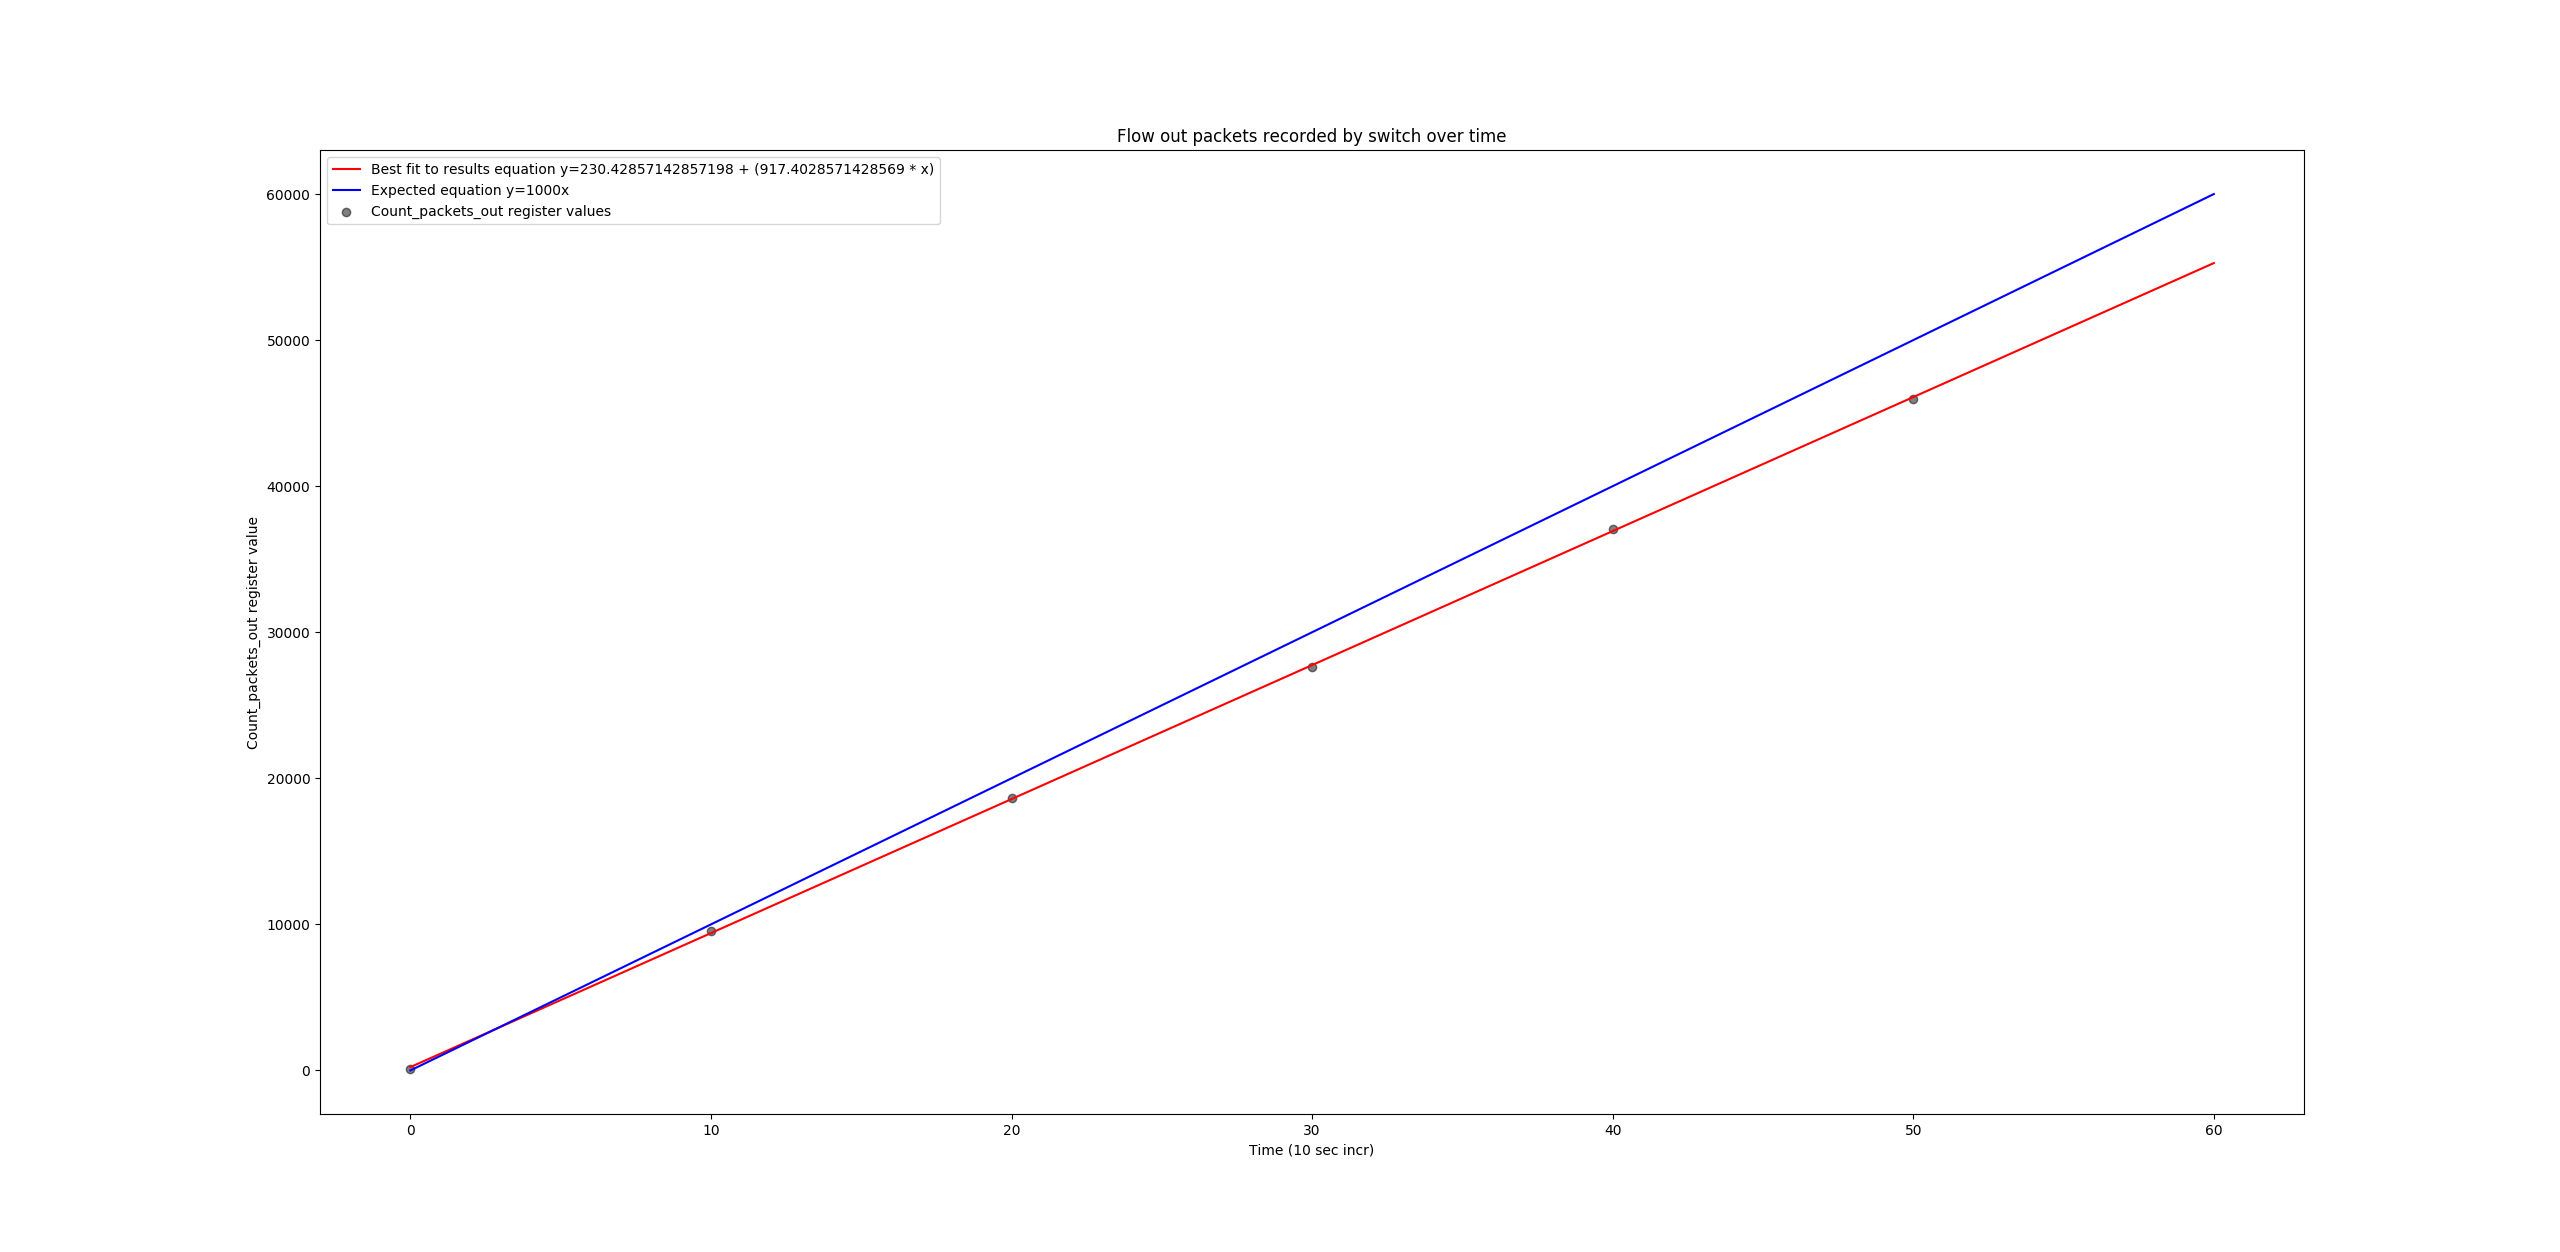 Flow out packets recorded by switch over time
Best fit to results equation y=230.42857142857198 + (917.4028571428569 * x)
Expected equation y=1000x
Count_packets_out register values
60000
50000
40000
30000
20000
10000
0
Count_packets_out register value
0 10 20 30 40 50 60
Time (10 sec incr)